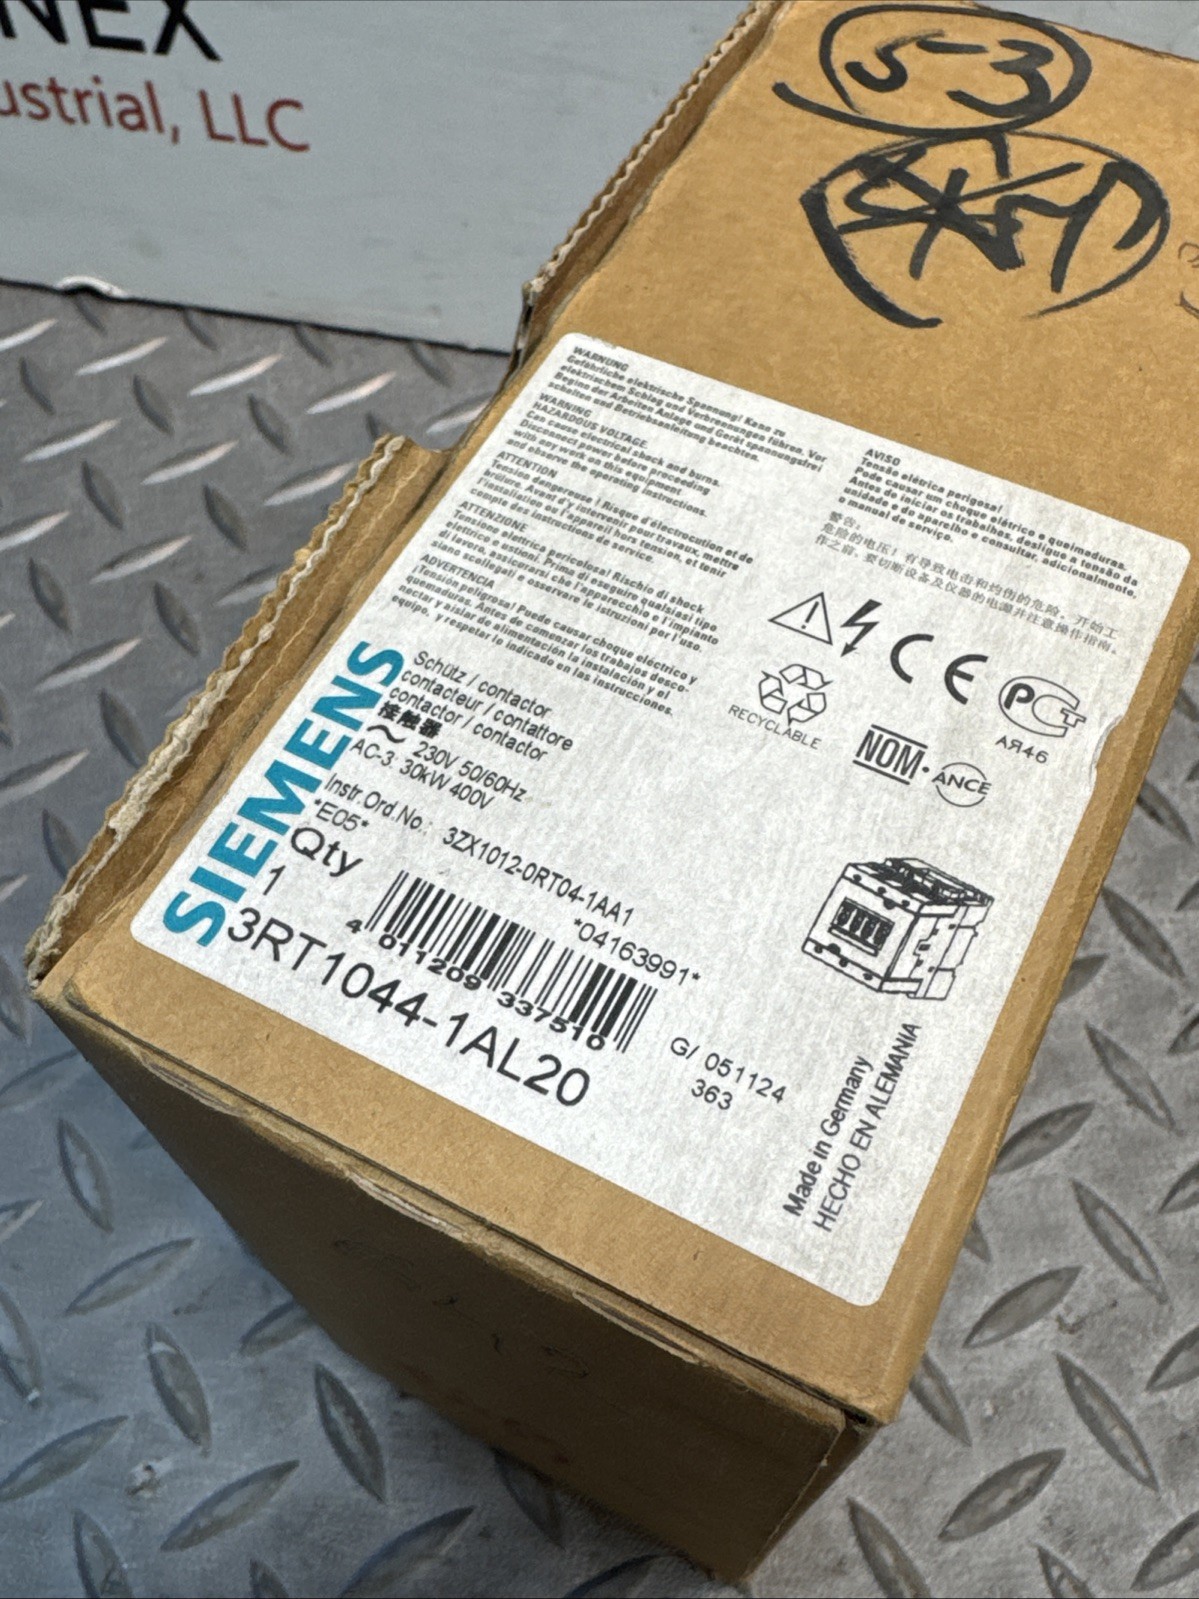 NEX
ustrial, LLC
S-3
WARNUNG
Gefährliche elektrische Spannung! Kann zu
elektrischem Schlag und Verbrennungen führen. Vor
Beginn der Arbeiten Anlage und Gerät spannungsfrei
schalten und Betriebsanleitung beachten.
WARNING
HAZARDOUS VOLTAGE.
Can cause electrical shock and burns.
Disconnect power before proceeding
with any work on this equipment
and observe the operating instructions.
ATTENTION
Tension dangereuse ! Risque d'électrocution et de
brûlure. Avant d'intervenir pour travaux, mettre
l'installation ou l'appareil hors tension, et tenir
compte des instructions de service.
ATTENZIONE
Tensione elettrica pericolosa! Rischio di shock
elettrico e ustioni. Prima di eseguire qualsiasi tipo
di lavoro, assicurarsi che l'apparecchio e l'impianto
siano scollegati e osservare le istruzioni per l'uso.
ADVERTENCIA
¡Tensión peligrosa! Puede causar choque eléctrico y
quemaduras. Antes de comenzar los trabajos desco-
nectar y aislar de alimentación la instalación y el
equipo, y respetar lo indicado en las instrucciones.
AVISO
Tensão elétrica perigosa!
Pode causar um choque elétrico e queimaduras.
Antes de iniciar os trabalhos, desligue a tensão da
unidade e do aparelho e consultar, adicionalmente,
o manual de serviço.
警告:
危险的电压! 有导致电击和灼伤的危险。开始工
作之前, 要切断设备及仪器的电源并注意操作指南。
CE
РСТ
АЯ46
RECYCLABLE
NOM-ANCE
SIEMENS
Schütz / contactor
contacteur / contattore
contactor / contactor
接触器
~ 230V 50/60Hz
AC-3: 30kW 400V
Instr.Ord.No.: 3ZX1012-0RT04-1AA1
*E05* *04163991*
Qty
1
4 011209 337510
3RT1044-1AL20
G/ 051124
363
Made in Germany
HECHO EN ALEMANIA